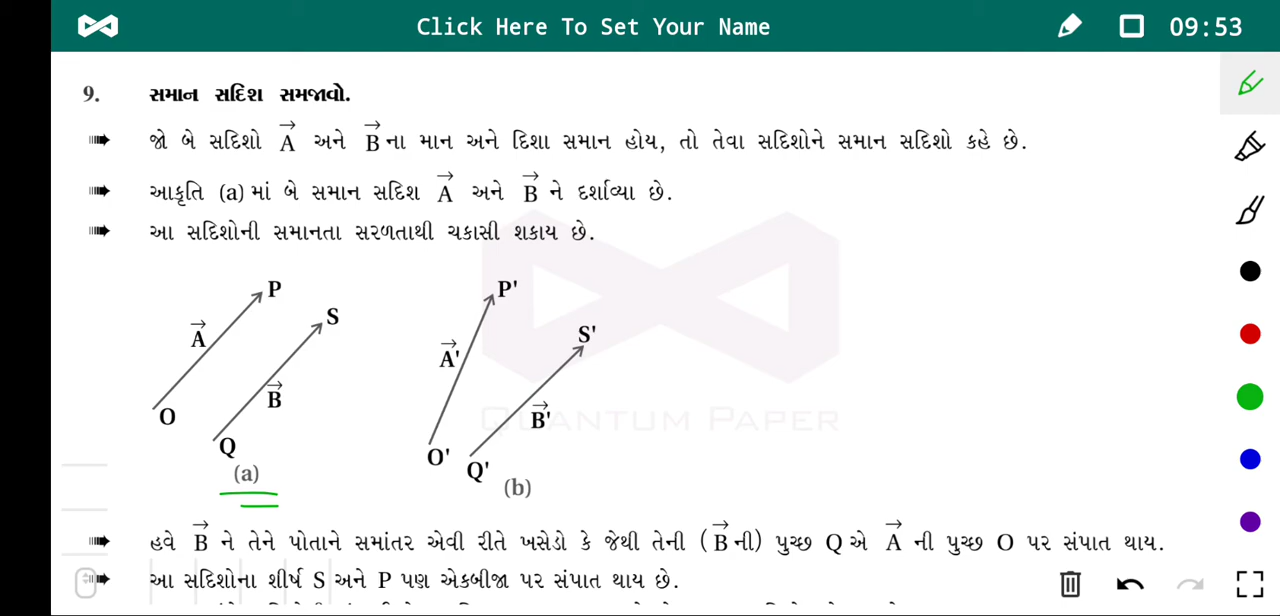 Click Here To Set Your Name
09:53
9. સમાન સદિશ સમજાવો.
જો બે સદિશો A⃗ અને B⃗ ના માન અને દિશા સમાન હોય, તો તેવા સદિશોને સમાન સદિશો કહે છે.
આકૃતિ (a) માં બે સમાન સદિશ A⃗ અને B⃗ ને દર્શાવ્યા છે.
આ સદિશોની સમાનતા સરળતાથી ચકાસી શકાય છે.
P
S
A⃗
B⃗
O
Q
(a)
P'
S'
A⃗'
B⃗'
O'
Q'
(b)
QUANTUM PAPER
હવે B⃗ ને તેને પોતાને સમાંતર એવી રીતે ખસેડો કે જેથી તેની (B⃗ ની) પુચ્છ Q એ A⃗ ની પુચ્છ O પર સંપાત થાય.
આ સદિશોના શીર્ષ S અને P પણ એકબીજા પર સંપાત થાય છે.